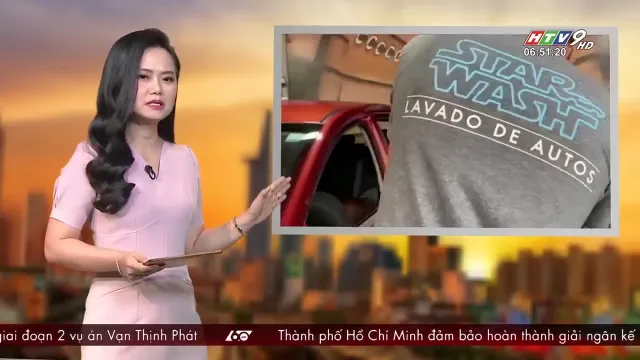 HTV9 HD
06:51:20
STAR
WASH
LAVADO DE AUTOS
giai đoạn 2 vụ án Vạn Thịnh Phát
60
Thành phố Hồ Chí Minh đảm bảo hoàn thành giải ngân kế